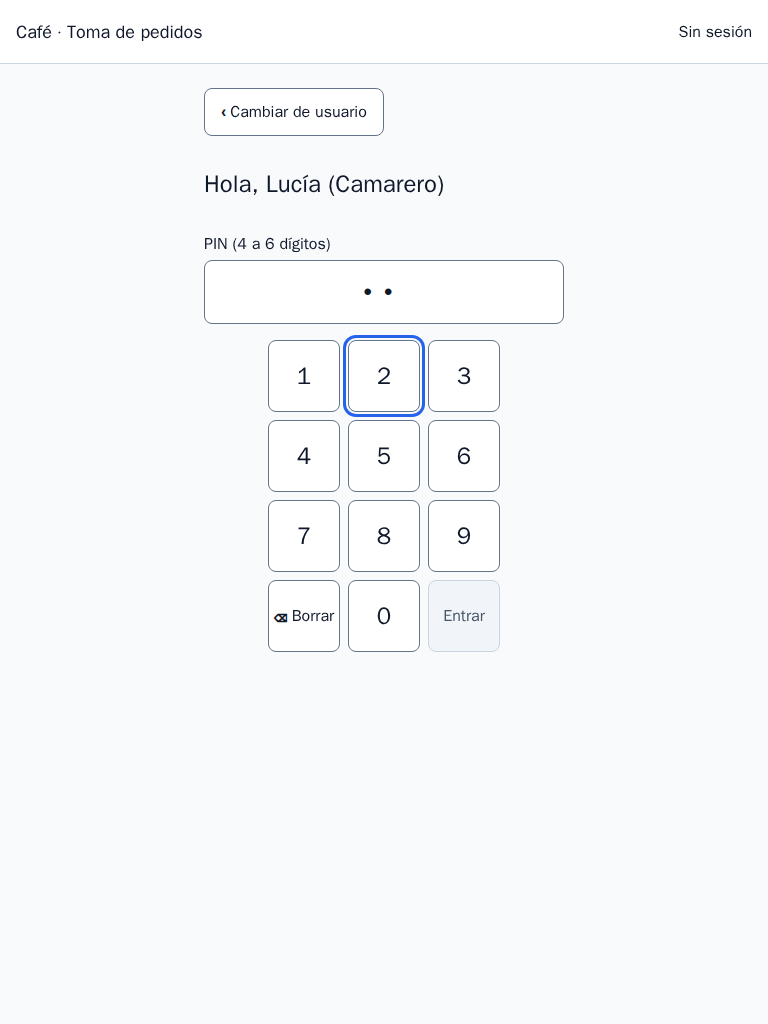 Café · Toma de pedidos
Sin sesión
‹ Cambiar de usuario
Hola, Lucía (Camarero)
PIN (4 a 6 dígitos)
• •
1 2 3
4 5 6
7 8 9
⌫ Borrar 0 Entrar